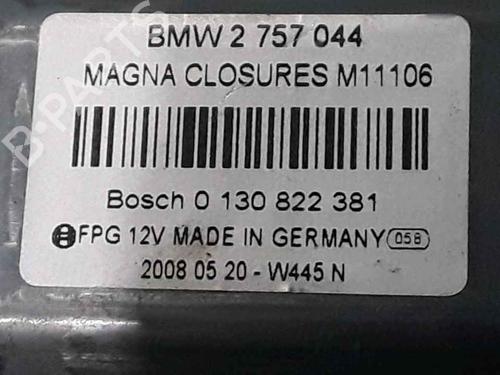 BMW 2 757 044
MAGNA CLOSURES M11106
Bosch 0 130 822 381
FPG 12V MADE IN GERMANY 058
2008 05 20 - W445 N
B-PARTS